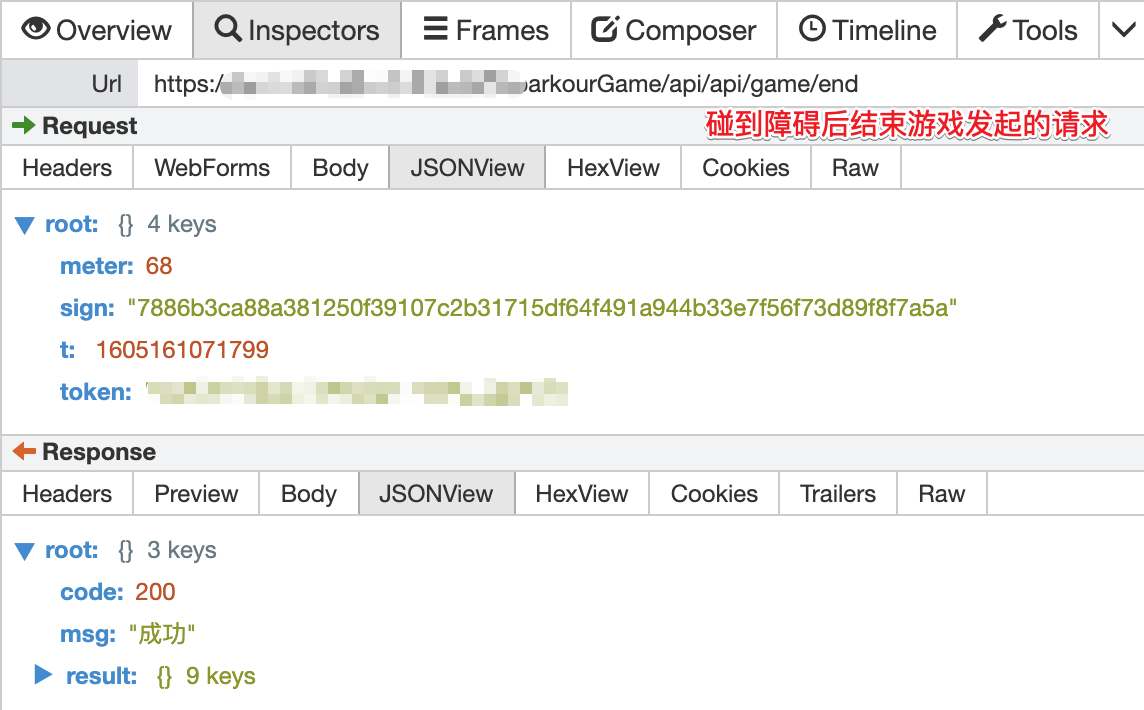 Overview Inspectors Frames Composer Timeline Tools
Url https:/ arkourGame/api/api/game/end
Request 碰到障碍后结束游戏发起的请求
Headers WebForms Body JSONView HexView Cookies Raw
root: {} 4 keys
meter: 68
sign: "7886b3ca88a381250f39107c2b31715df64f491a944b33e7f56f73d89f8f7a5a"
t: 1605161071799
token:
Response
Headers Preview Body JSONView HexView Cookies Trailers Raw
root: {} 3 keys
code: 200
msg: "成功"
result: {} 9 keys